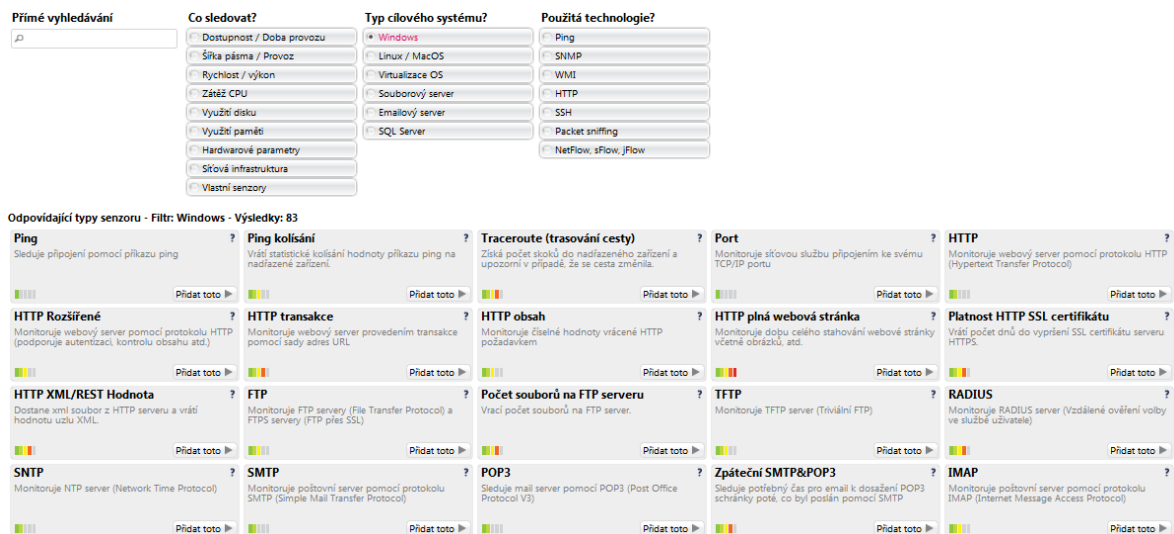 Přímé vyhledávání
Co sledovat?
Dostupnost / Doba provozu
Šířka pásma / Provoz
Rychlost / výkon
Zátěž CPU
Využití disku
Využití paměti
Hardwarové parametry
Síťová infrastruktura
Vlastní senzory
Typ cílového systému?
Windows
Linux / MacOS
Virtualizace OS
Souborový server
Emailový server
SQL Server
Použitá technologie?
Ping
SNMP
WMI
HTTP
SSH
Packet sniffing
NetFlow, sFlow, jFlow
Odpovídající typy senzoru - Filtr: Windows - Výsledky: 83
Ping ?
Sleduje připojení pomocí příkazu ping
Přidat toto
Ping kolísání ?
Vrátí statistické kolísání hodnoty příkazu ping na
nadřazené zařízení.
Přidat toto
Traceroute (trasování cesty) ?
Získá počet skoků do nadřazeného zařízení a
upozorní v případě, že se cesta změnila.
Přidat toto
Port ?
Monitoruje síťovou službu připojením ke svému
TCP/IP portu
Přidat toto
HTTP ?
Monitoruje webový server pomocí protokolu HTTP
(Hypertext Transfer Protocol)
Přidat toto
HTTP Rozšířené ?
Monitoruje webový server pomocí protokolu HTTP
(podporuje autentizaci, kontrolu obsahu atd.)
Přidat toto
HTTP transakce ?
Monitoruje webový server provedením transakce
pomocí sady adres URL
Přidat toto
HTTP obsah ?
Monitoruje číselné hodnoty vrácené HTTP
požadavkem
Přidat toto
HTTP plná webová stránka ?
Monitoruje dobu celého stahování webové stránky
včetně obrázků, atd.
Přidat toto
Platnost HTTP SSL certifikátu ?
Vrátí počet dnů do vypršení SSL certifikátu serveru
HTTPS.
Přidat toto
HTTP XML/REST Hodnota ?
Dostane xml soubor z HTTP serveru a vrátí
hodnotu uzlu XML.
Přidat toto
FTP ?
Monitoruje FTP servery (File Transfer Protocol) a
FTPS servery (FTP přes SSL)
Přidat toto
Počet souborů na FTP serveru ?
Vrací počet souborů na FTP server.
Přidat toto
TFTP ?
Monitoruje TFTP server (Triviální FTP)
Přidat toto
RADIUS ?
Monitoruje RADIUS server (Vzdálené ověření volby
ve službě uživatele)
Přidat toto
SNTP ?
Monitoruje NTP server (Network Time Protocol)
Přidat toto
SMTP ?
Monitoruje poštovní server pomocí protokolu
SMTP (Simple Mail Transfer Protocol)
Přidat toto
POP3 ?
Sleduje mail server pomocí POP3 (Post Office
Protocol V3)
Přidat toto
Zpáteční SMTP&POP3 ?
Sleduje potřebný čas pro email k dosažení POP3
schránky poté, co byl poslán pomocí SMTP
Přidat toto
IMAP ?
Monitoruje poštovní server pomocí protokolu
IMAP (Internet Message Access Protocol)
Přidat toto